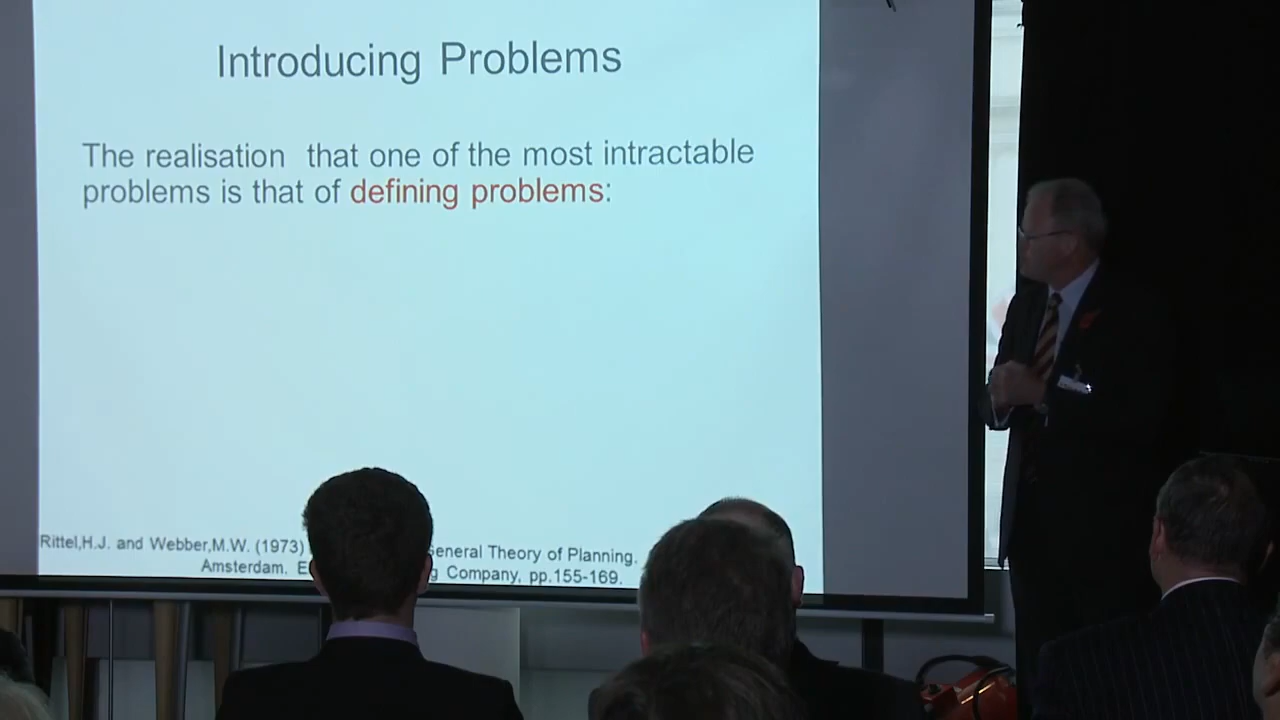 Introducing Problems
The realisation that one of the most intractable
problems is that of defining problems:
Rittel,H.J. and Webber,M.W. (1973) eneral Theory of Planning.
Amsterdam. E g Company, pp.155-169.